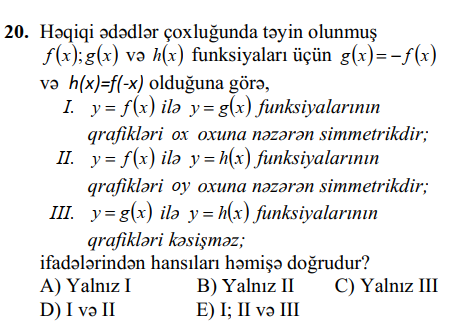 20. Həqiqi ədədlər çoxluğunda təyin olunmuş
f(x); g(x) və h(x) funksiyaları üçün g(x)=−f(x)
və h(x)=f(-x) olduğuna görə,
I. y=f(x) ilə y=g(x) funksiyalarının
qrafikləri ox oxuna nəzərən simmetrikdir;
II. y=f(x) ilə y=h(x) funksiyalarının
qrafikləri oy oxuna nəzərən simmetrikdir;
III. y=g(x) ilə y=h(x) funksiyalarının
qrafikləri kəsişməz;
ifadələrindən hansıları həmişə doğrudur?
A) Yalnız I B) Yalnız II C) Yalnız III
D) I və II E) I; II və III